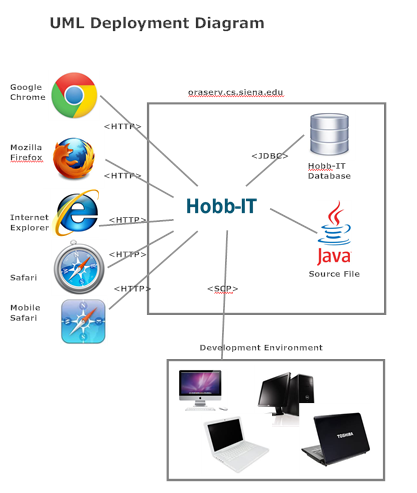 UML Deployment Diagram
Google
Chrome
oraserv.cs.siena.edu
<HTTP>
Mozilla
Firefox
<HTTP>
<JDBC>
Hobb-IT
Database
Internet
Explorer
<HTTP>
Hobb-IT
<HTTP>
Java
Source File
Safari
<HTTP>
<SCP>
Mobile
Safari
Development Environment
TOSHIBA